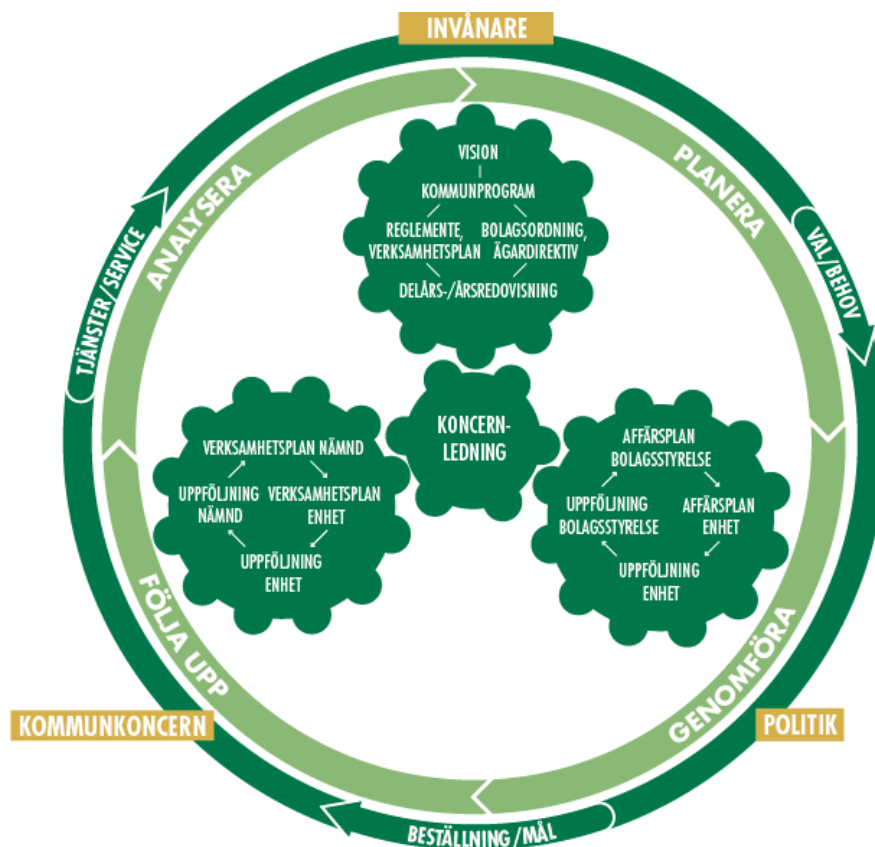 INVÅNARE
ANALYSERA
PLANERA
TJÄNSTER/SERVICE
VAL/BEHOV
VISION
KOMMUNPROGRAM
REGLEMENTE,
VERKSAMHETSPLAN
BOLAGSORDNING,
ÄGARDIREKTIV
DELÅRS-/ÅRSREDOVISNING
KONCERN-
LEDNING
VERKSAMHETSPLAN NÄMND
UPPFÖLJNING
NÄMND
VERKSAMHETSPLAN
ENHET
UPPFÖLJNING
ENHET
AFFÄRSPLAN
BOLAGSSTYRELSE
UPPFÖLJNING
BOLAGSSTYRELSE
AFFÄRSPLAN
ENHET
UPPFÖLJNING
ENHET
FÖLJA UPP
GENOMFÖRA
KOMMUNKONCERN
POLITIK
BESTÄLLNING/MÅL